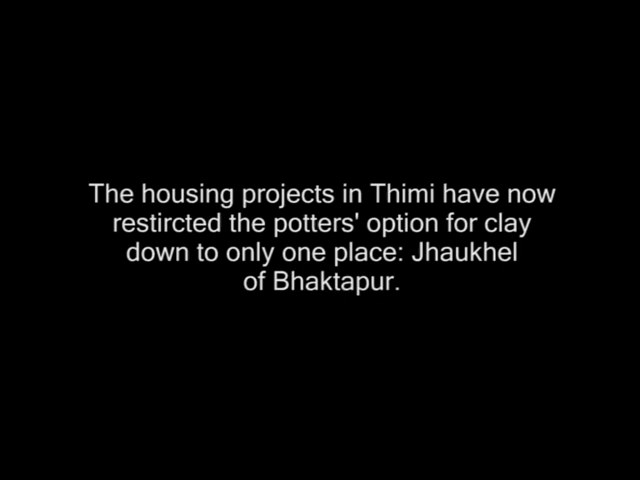 The housing projects in Thimi have now
restircted the potters' option for clay
down to only one place: Jhaukhel
of Bhaktapur.